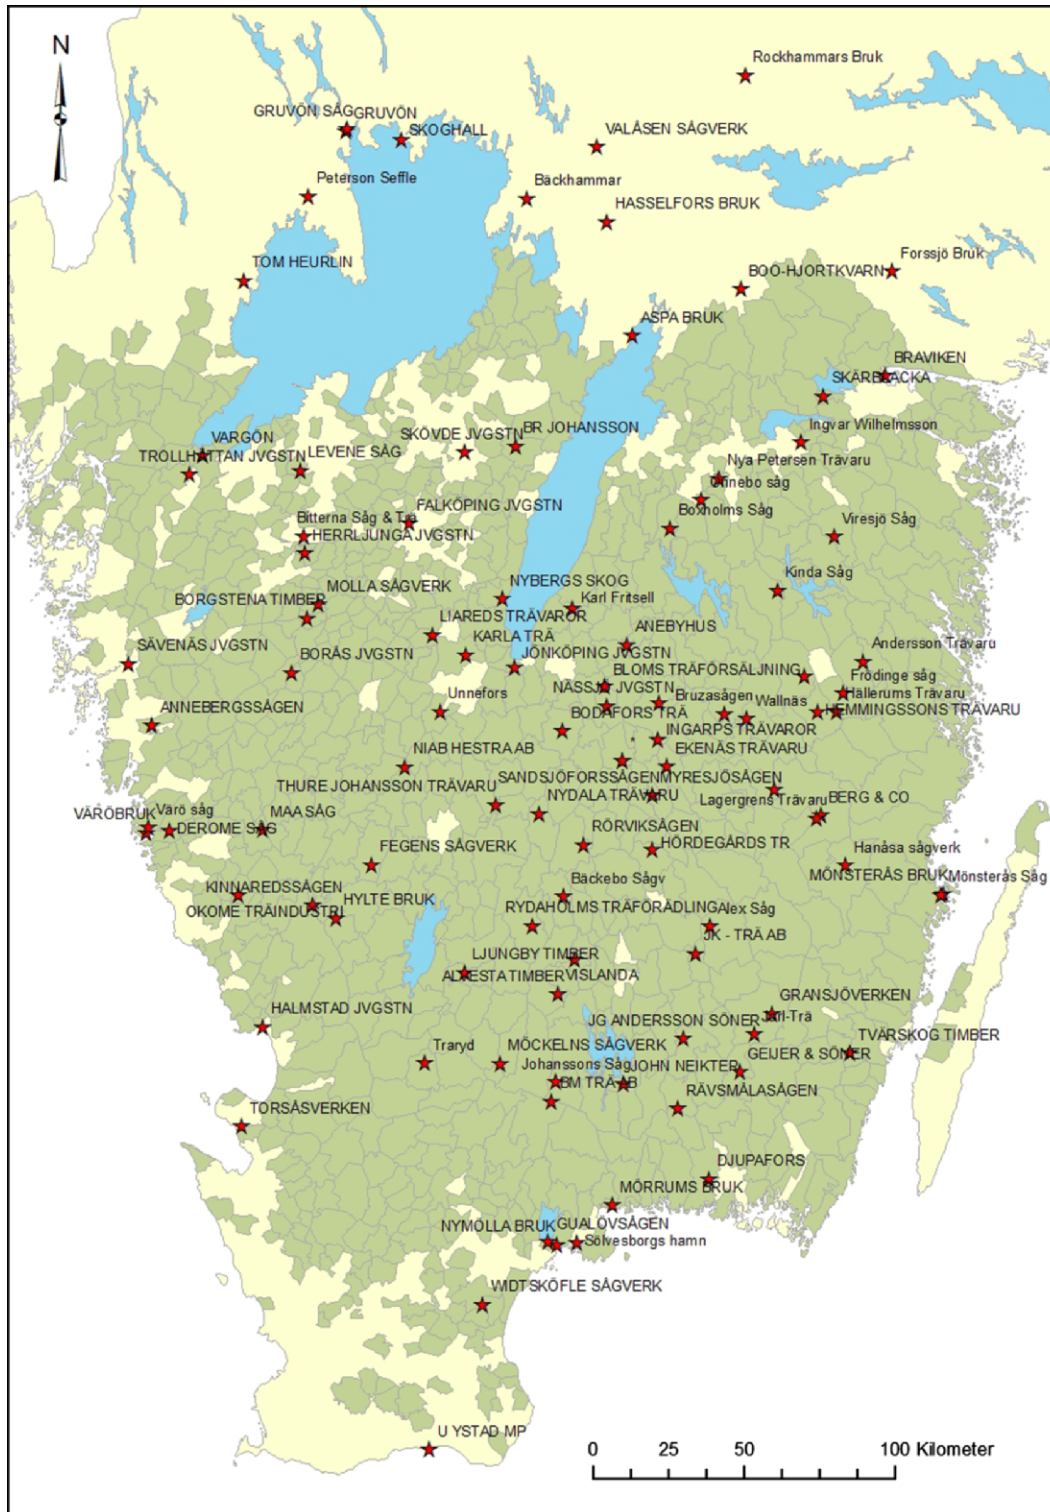 N
Rockhammars Bruk
GRUVÖN SÅG
GRUVÖN
SKOGHALL
VALÅSEN SÅGVERK
Peterson Seffle
Bäckhammar
HASSELFORS BRUK
TOM HEURLIN
Forssjö Bruk
BOO-HJORTKVARN
ASPA BRUK
BRAVIKEN
SKÄRBLACKA
Ingvar Wilhelmsson
BR JOHANSSON
SKÖVDE JVGSTN
VARGÖN
LEVENE SÅG
TROLLHÄTTAN JVGSTN
Nya Petersen Trävaru
FALKÖPING JVGSTN
Boxholms Såg
Bitterna Såg & Trä
Viresjö Såg
HERRLJUNGA JVGSTN
Kinda Såg
NYBERGS SKOG
MOLLA SÅGVERK
Karl Fritsell
BORGSTENA TIMBER
LIAREDS TRÄVAROR
ANEBYHUS
KARLA TRÄ
SÄVENÄS JVGSTN
Andersson Trävaru
BORÅS JVGSTN
JÖNKÖPING JVGSTN
BLOMS TRÄFÖRSÄLJNING
Frödinge såg
NÄSSJÖ JVGSTN
Unnefors
Bruzasågen
Wallnäs
Hällerums Trävaru
ANNEBERGSSÅGEN
BODAFORS TRÄ
HEMMINGSSONS TRÄVARU
INGARPS TRÄVAROR
*
NIAB HESTRA AB
EKENÄS TRÄVARU
THURE JOHANSSON TRÄVARU
SANDSJÖFORSSÅGEN
MYRESJÖSÅGEN
NYDALA TRÄVARU
Lagergrens Trävaru
BERG & CO
VÄRÖBRUK
Värö såg
DEROME SÅG
MAA SÅG
RÖRVIKSÅGEN
FEGENS SÅGVERK
HÖRDEGÅRDS TR
Hanåsa sågverk
MÖNSTERÅS BRUK
Mönsterås Såg
KINNAREDSSÅGEN
Bäckebo Sågv
HYLTE BRUK
OKOME TRÄINDUSTRI
RYDAHOLMS TRÄFÖRÄDLING
Alex Såg
JK - TRÄ AB
LJUNGBY TIMBER
ALVESTA TIMBER
VISLANDA
GRANSJÖVERKEN
HALMSTAD JVGSTN
JG ANDERSSON SÖNER
TVÄRSKOG TIMBER
Traryd
MÖCKELNS SÅGVERK
GEIJER & SÖNER
Johanssons Såg
JOHN NEIKTER
BM TRÄ AB
RÄVSMÅLASÅGEN
TORSÅSVERKEN
DJUPAFORS
MÖRRUMS BRUK
NYMÖLLA BRUK
GUALÖVSÅGEN
Sölvesborgs hamn
WIDTSKÖFLE SÅGVERK
U YSTAD MP
0 25 50 100 Kilometer